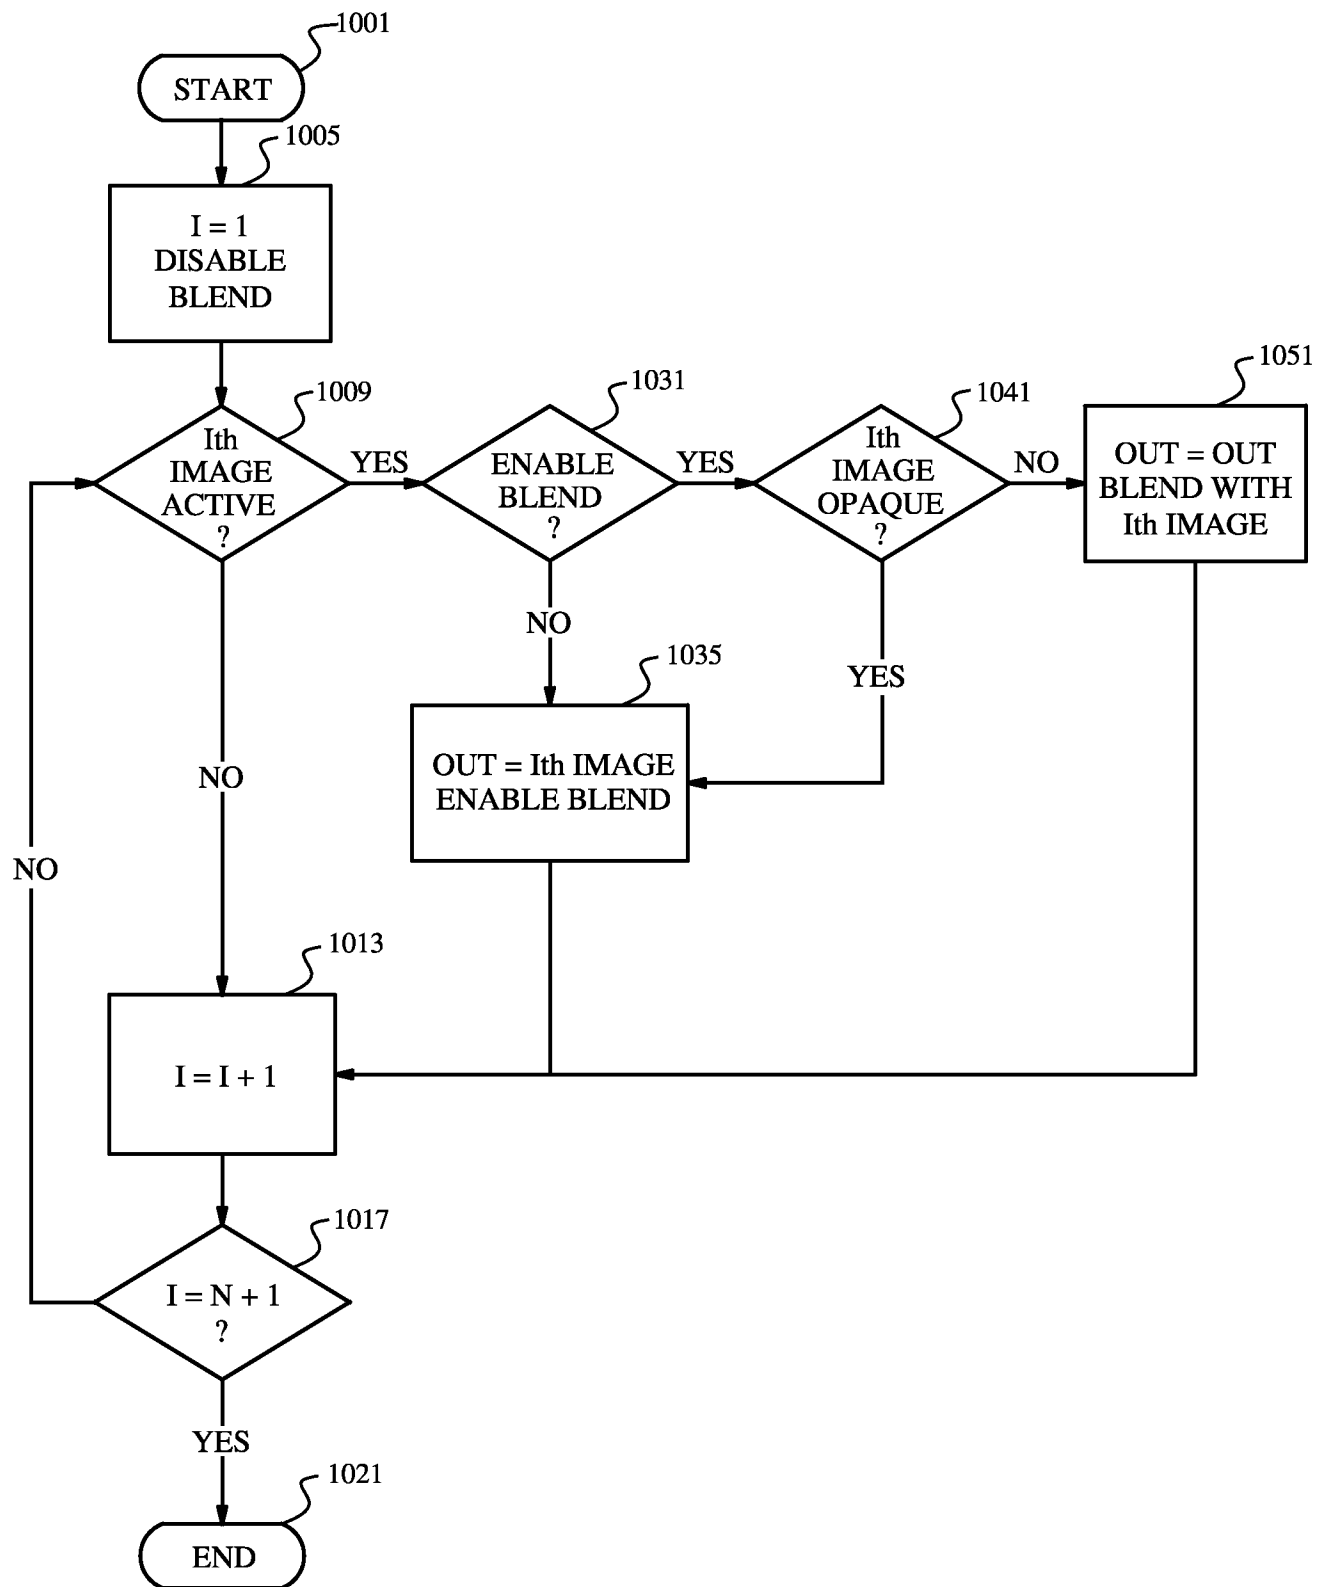 1001
START
1005
I = 1
DISABLE
BLEND
1009
Ith
IMAGE
ACTIVE
?
YES
1031
ENABLE
BLEND
?
YES
1041
Ith
IMAGE
OPAQUE
?
NO
1051
OUT = OUT
BLEND WITH
Ith IMAGE
NO
YES
1035
OUT = Ith IMAGE
ENABLE BLEND
NO
NO
1013
I = I + 1
1017
I = N + 1
?
YES
1021
END